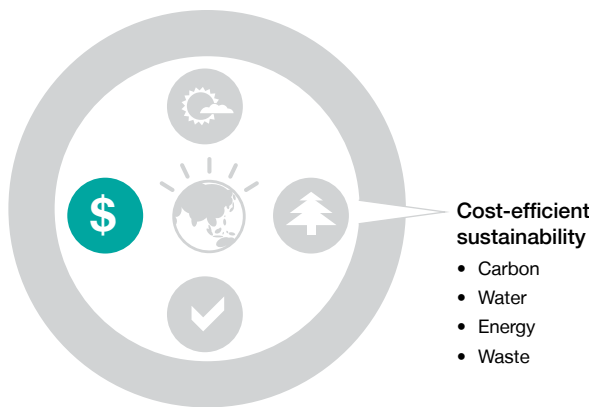 $
Cost-efficient
sustainability
• Carbon
• Water
• Energy
• Waste